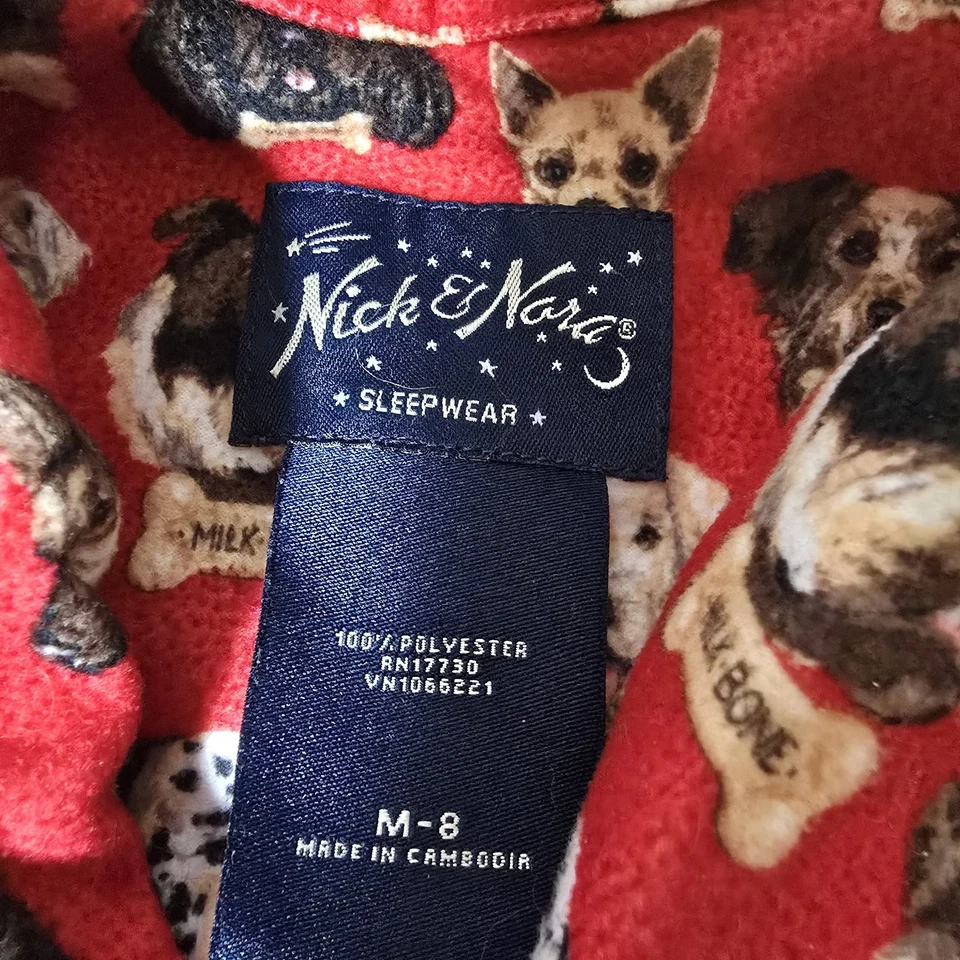 Nick & Nora®
★ SLEEPWEAR ★
·MILK·
100% POLYESTER
RN17730
VN1066221
MILK·BONE·
M-8
MADE IN CAMBODIA